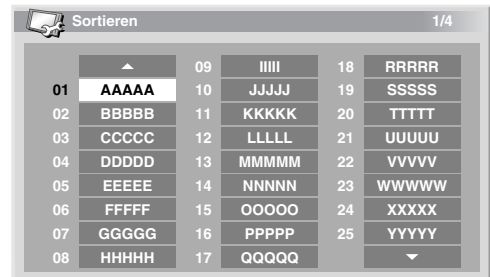 Sortieren 1/4
01 AAAAA
02 BBBBB
03 CCCCC
04 DDDDD
05 EEEEE
06 FFFFF
07 GGGGG
08 HHHHH
09 IIIII
10 JJJJJ
11 KKKKK
12 LLLLL
13 MMMMM
14 NNNNN
15 OOOOO
16 PPPPP
17 QQQQQ
18 RRRRR
19 SSSSS
20 TTTTT
21 UUUUU
22 VVVVV
23 WWWWW
24 XXXXX
25 YYYYY